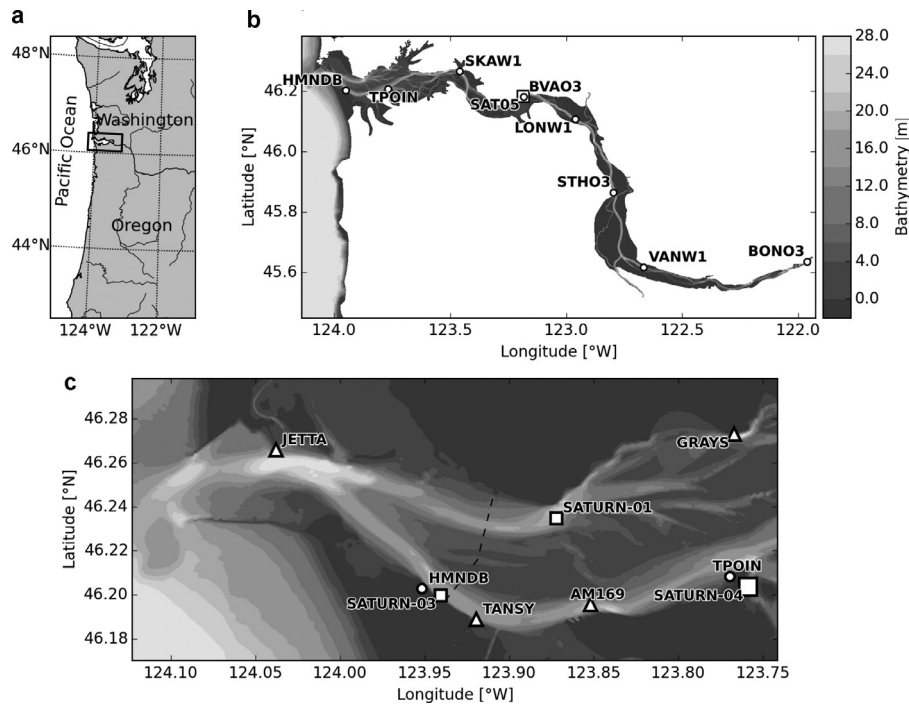 a
48°N
Washington
46°N
Pacific Ocean
Oregon
44°N
124°W
122°W
b
Latitude [°N]
46.2
46.0
45.8
45.6
HMNDB
TPOIN
SKAW1
SAT05
BVAO3
LONW1
STHO3
VANW1
BONO3
124.0
123.5
123.0
122.5
122.0
Longitude [°W]
28.0
24.0
20.0
16.0
12.0
8.0
4.0
0.0
Bathymetry [m]
c
Latitude [°N]
46.28
46.26
46.24
46.22
46.20
46.18
JETTA
GRAYS
SATURN-01
HMNDB
SATURN-03
TANSY
AM169
TPOIN
SATURN-04
124.10
124.05
124.00
123.95
123.90
123.85
123.80
123.75
Longitude [°W]